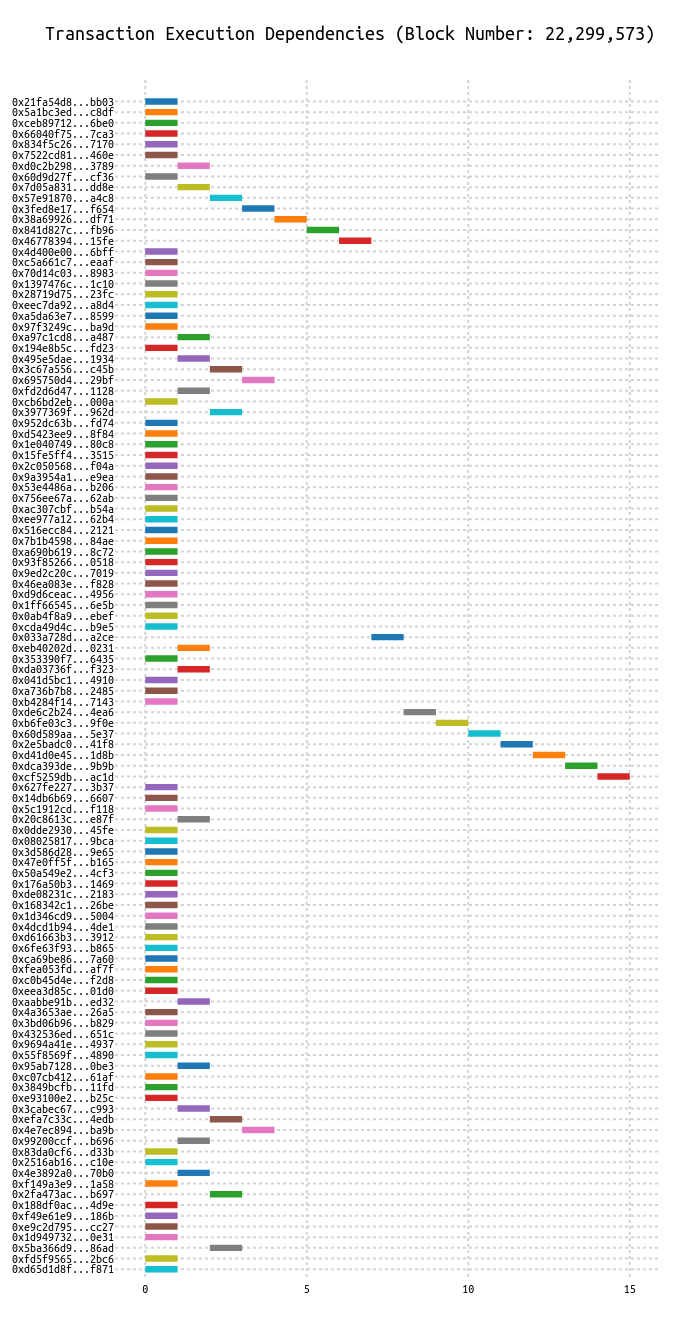 Transaction Execution Dependencies (Block Number: 22,299,573)
0x21fa54d8...bb03
0x5a1bc3ed...c8df
0xceb89712...6be0
0x66040f75...7ca3
0x834f5c26...7170
0x7522cd81...460e
0xd0c2b298...3789
0x60d9d27f...cf36
0x7d05a831...dd8e
0x57e91870...a4c8
0x3fed8e17...f654
0x38a69926...df71
0x841d827c...fb96
0x46778394...15fe
0x4d400e00...6bff
0xc5a661c7...eaaf
0x70d14c03...8983
0x1397476c...1c10
0x28719d75...23fc
0xeec7da92...a8d4
0xa5da63e7...8599
0x97f3249c...ba9d
0xa97c1cd8...a487
0x194e8b5c...fd23
0x495e5dae...1934
0x3c67a556...c45b
0x695750d4...29bf
0xfd2d6d47...1128
0xcb6bd2eb...000a
0x3977369f...962d
0x952dc63b...fd74
0xd5423ee9...8f84
0x1e040749...80c8
0x15fe5ff4...3515
0x2c050568...f04a
0x9a3954a1...e9ea
0x53e4486a...b206
0x756ee67a...62ab
0xac307cbf...b54a
0xee977a12...62b4
0x516ecc84...2121
0x7b1b4598...84ae
0xa690b619...8c72
0x93f85266...0518
0x9ed2c20c...7019
0x46ea083e...f828
0xd9d6ceac...4956
0x1ff66545...6e5b
0x0ab4f8a9...ebef
0xcda49d4c...b9e5
0x033a728d...a2ce
0xeb40202d...0231
0x353390f7...6435
0xda03736f...f323
0x041d5bc1...4910
0xa736b7b8...2485
0xb4284f14...7143
0xde6c2b24...4ea6
0xb6fe03c3...9f0e
0x60d589aa...5e37
0x2e5badc0...41f8
0xd41d0e45...1d8b
0xdca393de...9b9b
0xcf5259db...ac1d
0x627fe227...3b37
0x14db6b69...6607
0x5c1912cd...f118
0x20c8613c...e87f
0x0dde2930...45fe
0x08025817...9bca
0x3d586d28...9e65
0x47e0ff5f...b165
0x50a549e2...4cf3
0x176a50b3...1469
0xde08231c...2183
0x168342c1...26be
0x1d346cd9...5004
0x4dcd1b94...4de1
0xd61663b3...3912
0x6fe63f93...b865
0xca69be86...7a60
0xfea053fd...af7f
0xc0b45d4e...f2d8
0xeea3d85c...01d0
0xaabbe91b...ed32
0x4a3653ae...26a5
0x3bd06b96...b829
0x432536ed...651c
0x9694a41e...4937
0x55f8569f...4890
0x95ab7128...0be3
0xc07cb412...61af
0x3849bcfb...11fd
0xe93100e2...b25c
0x3cabec67...c993
0xefa7c33c...4edb
0x4e7ec894...ba9b
0x99200ccf...b696
0x83da0cf6...d33b
0x2516ab16...c10e
0x4e3892a0...70b0
0xf149a3e9...1a58
0x2fa473ac...b697
0x188df0ac...4d9e
0xf49e61e9...186b
0xe9c2d795...cc27
0x1d949732...0e31
0x5ba366d9...86ad
0xfd5f9565...2bc6
0xd65d1d8f...f871
0 5 10 15